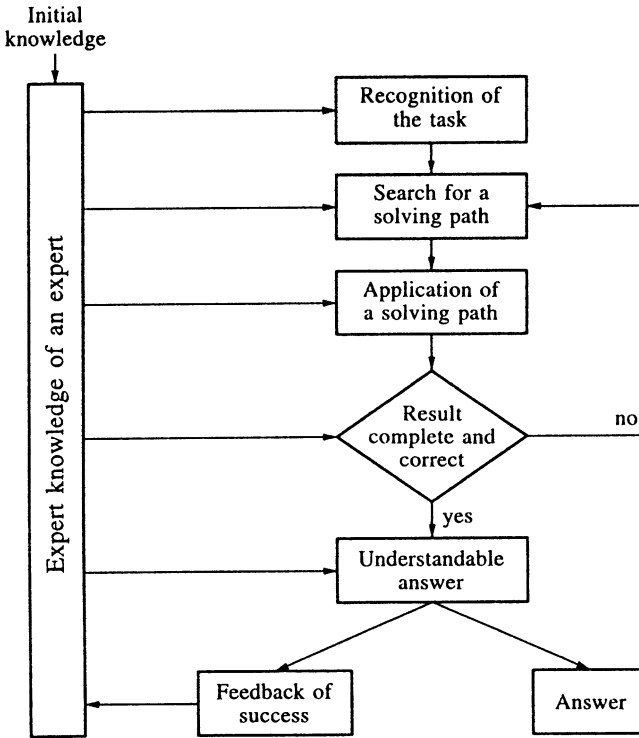 Initial
knowledge
Expert knowledge of an expert
Recognition of
the task
Search for a
solving path
Application of
a solving path
Result
complete and
correct
no
yes
Understandable
answer
Feedback of
success
Answer